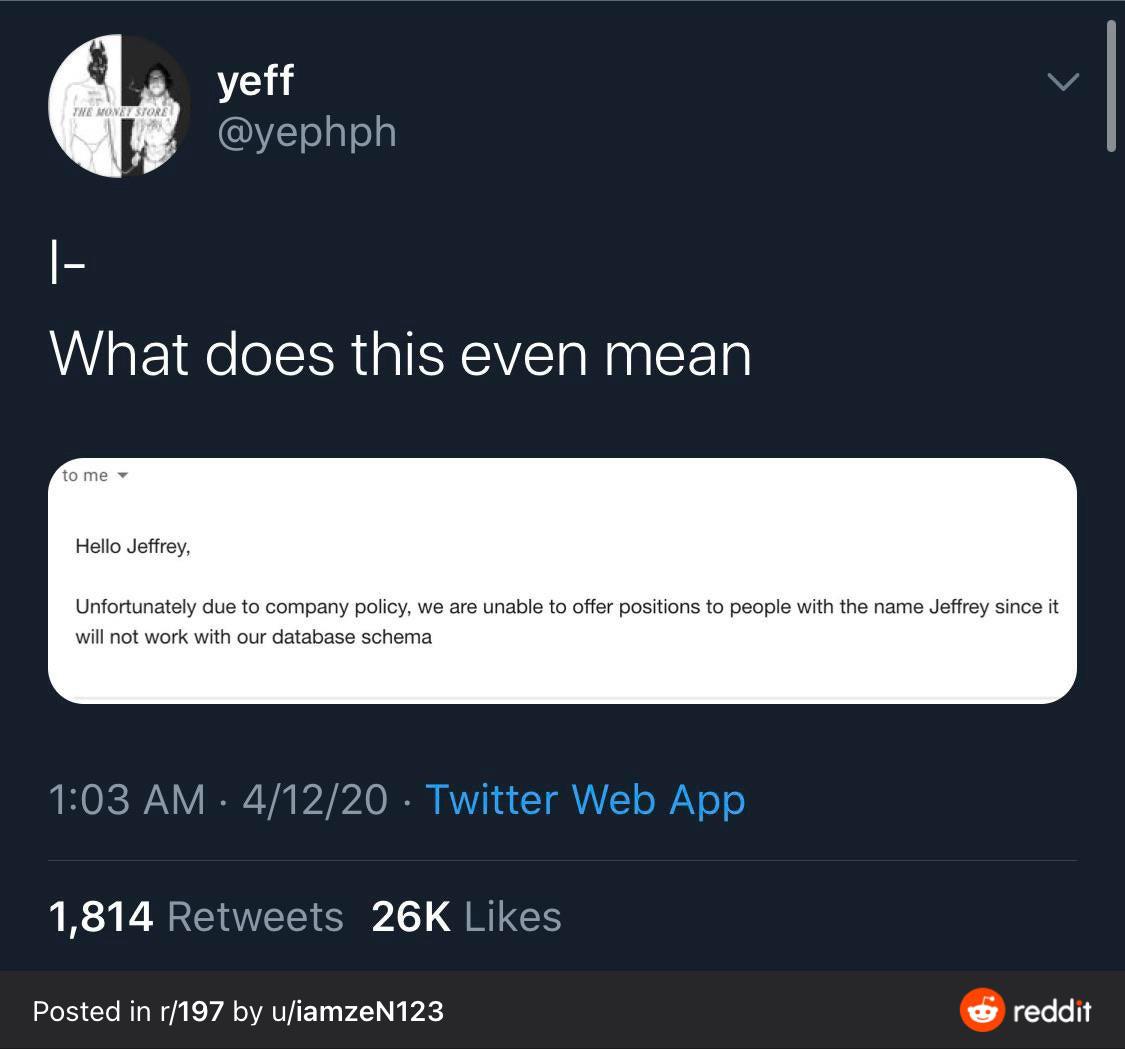 THE MONEY STORE
yeff
@yephph
|-
What does this even mean
to me
Hello Jeffrey,
Unfortunately due to company policy, we are unable to offer positions to people with the name Jeffrey since it
will not work with our database schema
1:03 AM · 4/12/20 · Twitter Web App
1,814 Retweets 26K Likes
Posted in r/197 by u/iamzeN123
reddit